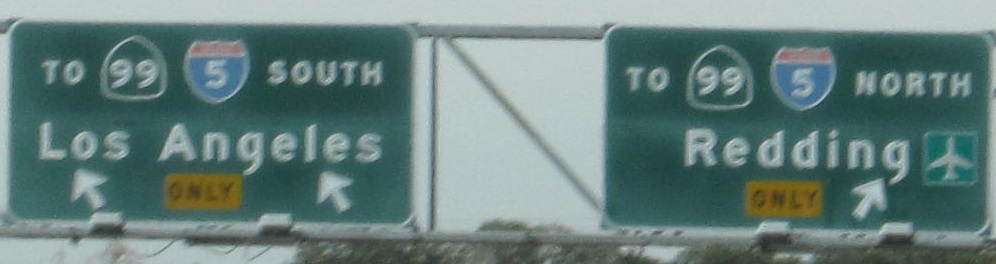 TO 99 5 SOUTH
Los Angeles
ONLY
TO 99 5 NORTH
Redding
ONLY